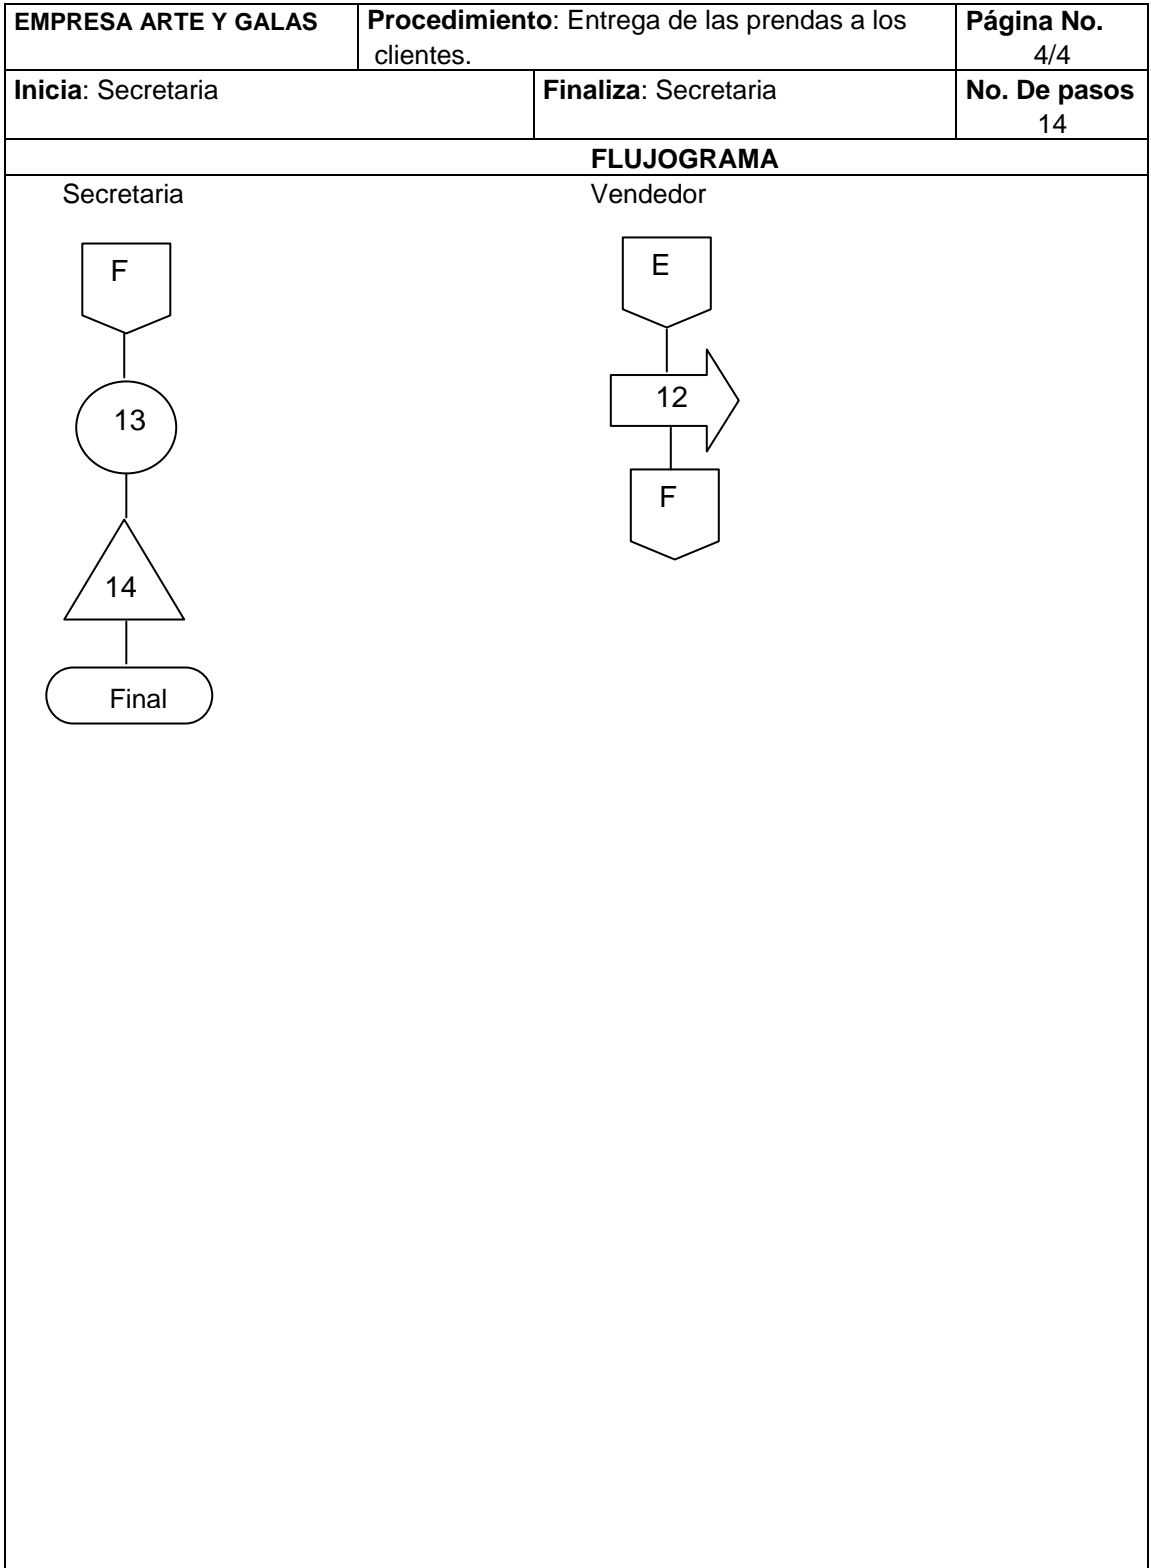 EMPRESA ARTE Y GALAS
Procedimiento: Entrega de las prendas a los
clientes.
Página No.
4/4
Inicia: Secretaria
Finaliza: Secretaria
No. De pasos
14
FLUJOGRAMA
Secretaria
Vendedor
F
13
14
Final
E
12
F